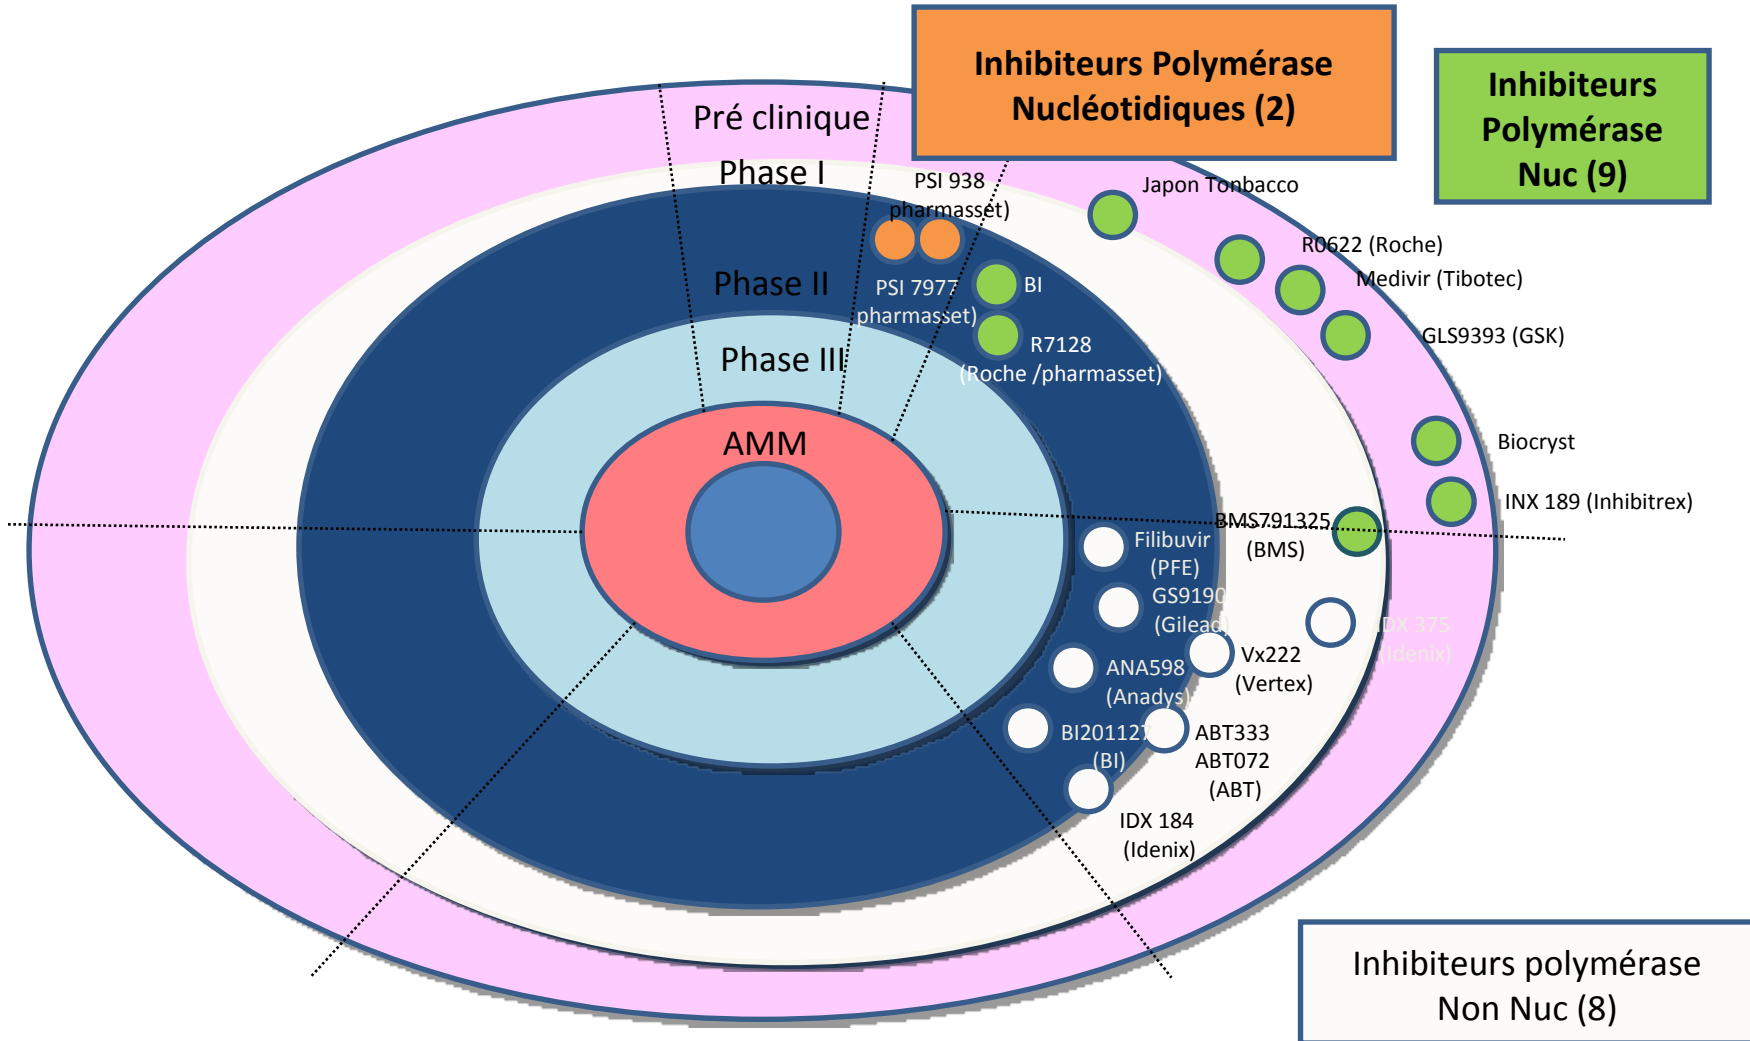 Inhibiteurs Polymérase
Nucléotidiques (2)
Inhibiteurs
Polymérase
Nuc (9)
Pré clinique
Phase I
Phase II
Phase III
AMM
PSI 938
pharmasset)
PSI 7977
pharmasset)
BI
R7128
(Roche /pharmasset)
Japon Tonbacco
R0622 (Roche)
Medivir (Tibotec)
GLS9393 (GSK)
Biocryst
INX 189 (Inhibitrex)
BMS791325
(BMS)
Filibuvir
(PFE)
GS9190
(Gilead)
ANA598
(Anadys)
BI201127
(BI)
Vx222
(Vertex)
IDX 375
(Idenix)
ABT333
ABT072
(ABT)
IDX 184
(Idenix)
Inhibiteurs polymérase
Non Nuc (8)